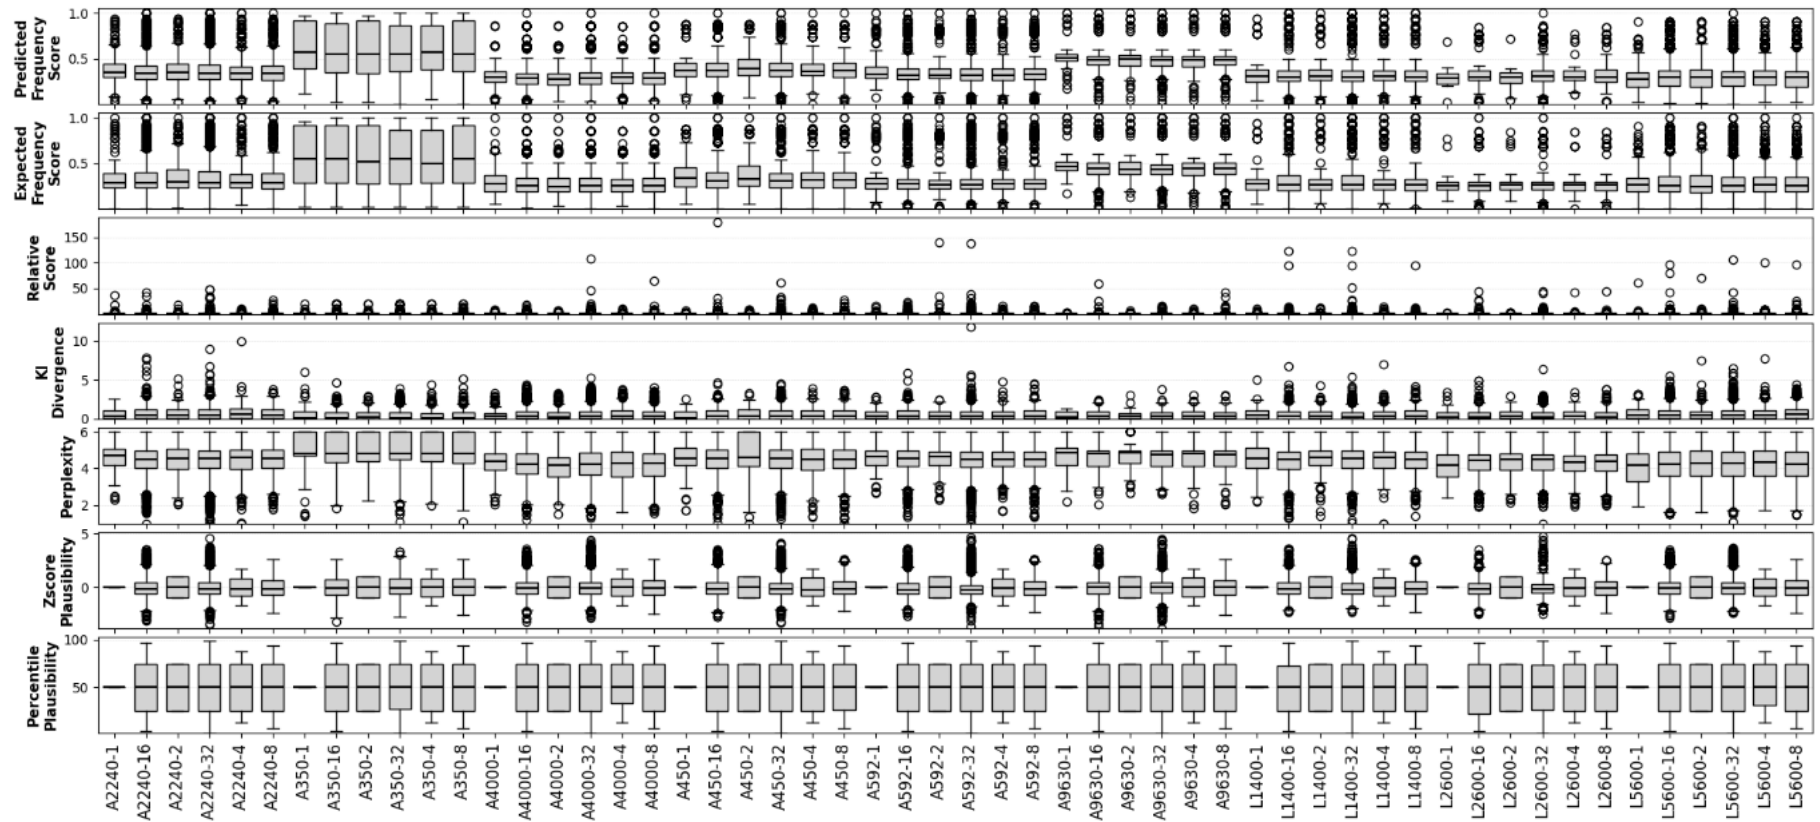 Predicted
Frequency
Score
1.0
0.5
Expected
Frequency
Score
1.0
0.5
Relative
Score
150
100
50
Kl
Divergence
10
5
0
Perplexity
6
4
2
Zscore
Plausibility
5
0
Percentile
Plausibility
100
50
A2240-1
A2240-16
A2240-2
A2240-32
A2240-4
A2240-8
A350-1
A350-16
A350-2
A350-32
A350-4
A350-8
A4000-1
A4000-16
A4000-2
A4000-32
A4000-4
A4000-8
A450-1
A450-16
A450-2
A450-32
A450-4
A450-8
A592-1
A592-16
A592-2
A592-32
A592-4
A592-8
A9630-1
A9630-16
A9630-2
A9630-32
A9630-4
A9630-8
L1400-1
L1400-16
L1400-2
L1400-32
L1400-4
L1400-8
L2600-1
L2600-16
L2600-2
L2600-32
L2600-4
L2600-8
L5600-1
L5600-16
L5600-2
L5600-32
L5600-4
L5600-8